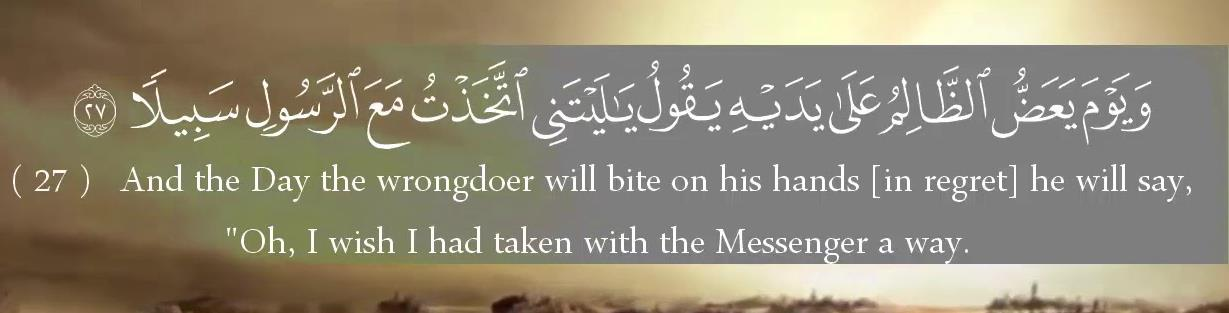 وَيَوْمَ يَعَضُّ ٱلظَّالِمُ عَلَىٰ يَدَيْهِ يَقُولُ يَـٰلَيْتَنِى ٱتَّخَذْتُ مَعَ ٱلرَّسُولِ سَبِيلًا ٢٧
( 27 ) And the Day the wrongdoer will bite on his hands [in regret] he will say,
"Oh, I wish I had taken with the Messenger a way.